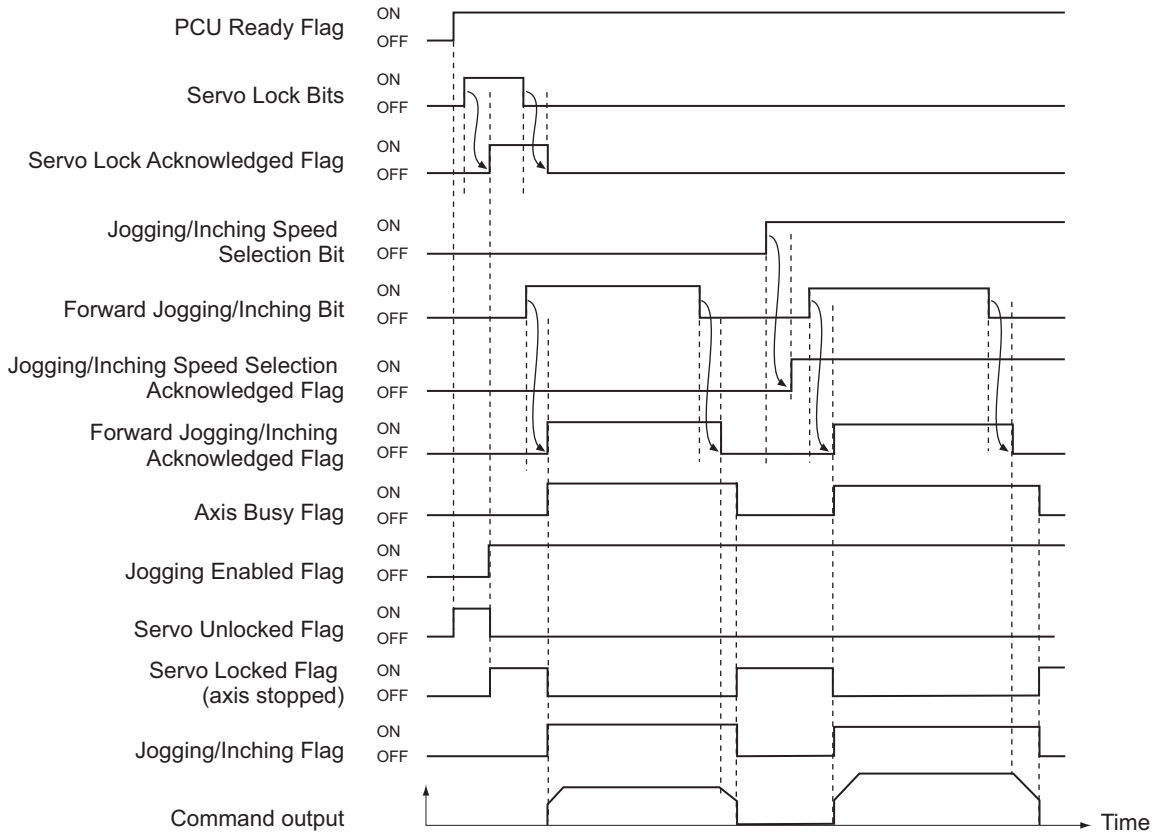 PCU Ready Flag
ON
OFF
Servo Lock Bits
ON
OFF
Servo Lock Acknowledged Flag
ON
OFF
Jogging/Inching Speed
Selection Bit
ON
OFF
Forward Jogging/Inching Bit
ON
OFF
Jogging/Inching Speed Selection
Acknowledged Flag
ON
OFF
Forward Jogging/Inching
Acknowledged Flag
ON
OFF
Axis Busy Flag
ON
OFF
Jogging Enabled Flag
ON
OFF
Servo Unlocked Flag
ON
OFF
Servo Locked Flag
(axis stopped)
ON
OFF
Jogging/Inching Flag
ON
OFF
Command output
Time